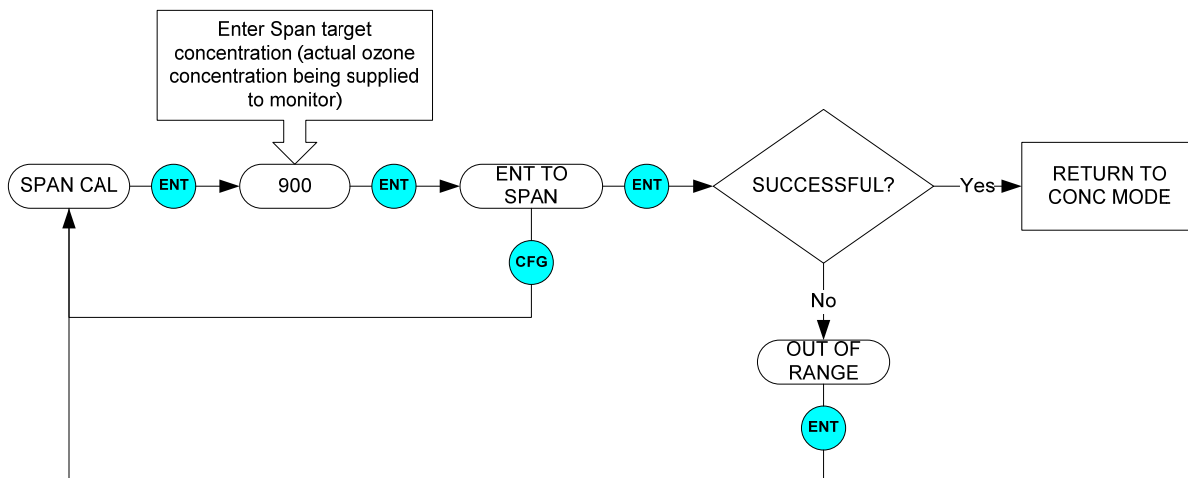 Enter Span target
concentration (actual ozone
concentration being supplied
to monitor)
SPAN CAL
ENT
900
ENT
ENT TO
SPAN
ENT
SUCCESSFUL?
Yes
RETURN TO
CONC MODE
CFG
No
OUT OF
RANGE
ENT